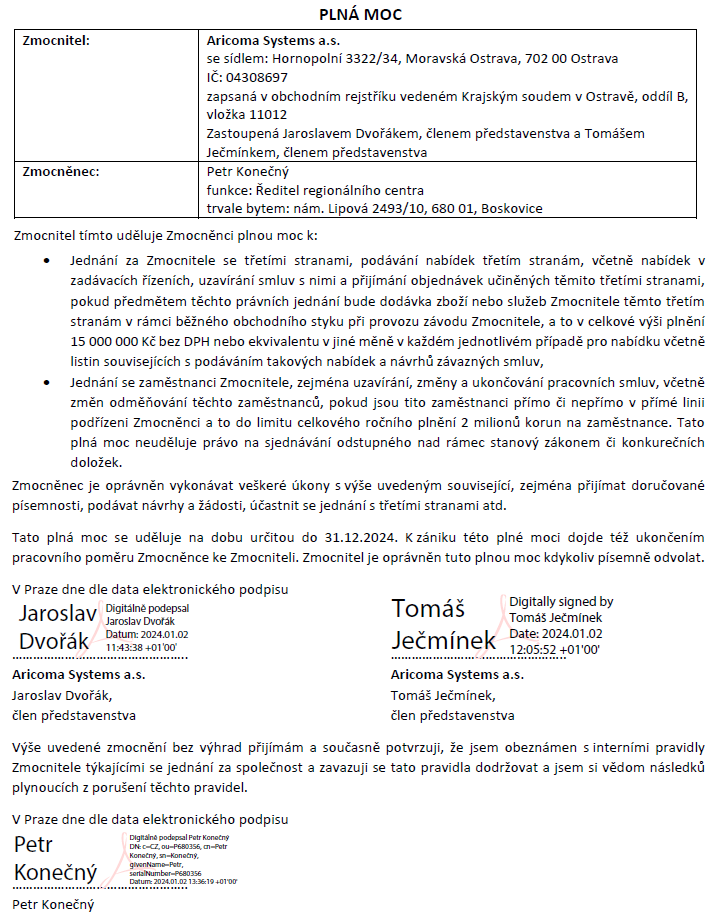 PLNÁ MOC
Zmocnitel:
Aricoma Systems a.s.
se sídlem: Hornopolní 3322/34, Moravská Ostrava, 702 00 Ostrava
IČ: 04308697
zapsaná v obchodním rejstříku vedeném Krajským soudem v Ostravě, oddíl B,
vložka 11012
Zastoupená Jaroslavem Dvořákem, členem představenstva a Tomášem
Ječmínkem, členem představenstva
Zmocněnec:
Petr Konečný
funkce: Ředitel regionálního centra
trvale bytem: nám. Lipová 2493/10, 680 01, Boskovice
Zmocnitel tímto uděluje Zmocněnci plnou moc k:
• Jednání za Zmocnitele se třetími stranami, podávání nabídek třetím stranám, včetně nabídek v
zadávacích řízeních, uzavírání smluv s nimi a přijímání objednávek učiněných těmito třetími stranami,
pokud předmětem těchto právních jednání bude dodávka zboží nebo služeb Zmocnitele těmto třetím
stranám v rámci běžného obchodního styku při provozu závodu Zmocnitele, a to v celkové výši plnění
15 000 000 Kč bez DPH nebo ekvivalentu v jiné měně v každém jednotlivém případě pro nabídku včetně
listin souvisejících s podáváním takových nabídek a návrhů závazných smluv,
• Jednání se zaměstnanci Zmocnitele, zejména uzavírání, změny a ukončování pracovních smluv, včetně
změn odměňování těchto zaměstnanců, pokud jsou tito zaměstnanci přímo či nepřímo v přímé linii
podřízeni Zmocněnci a to do limitu celkového ročního plnění 2 milionů korun na zaměstnance. Tato
plná moc neuděluje právo na sjednávání odstupného nad rámec stanový zákonem či konkurečních
doložek.
Zmocněnec je oprávněn vykonávat veškeré úkony s výše uvedeným související, zejména přijímat doručované
písemnosti, podávat návrhy a žádosti, účastnit se jednání s třetími stranami atd.
Tato plná moc se uděluje na dobu určitou do 31.12.2024. K zániku této plné moci dojde též ukončením
pracovního poměru Zmocněnce ke Zmocniteli. Zmocnitel je oprávněn tuto plnou moc kdykoliv písemně odvolat.
V Praze dne dle data elektronického podpisu
Jaroslav
Dvořák
Digitálně podepsal
Jaroslav Dvořák
Datum: 2024.01.02
11:43:38 +01'00'
Tomáš
Ječmínek
Digitally signed by
Tomáš Ječmínek
Date: 2024.01.02
12:05:52 +01'00'
Aricoma Systems a.s.
Jaroslav Dvořák,
člen představenstva
Aricoma Systems a.s.
Tomáš Ječmínek,
člen představenstva
Výše uvedené zmocnění bez výhrad přijímám a současně potvrzuji, že jsem obeznámen s interními pravidly
Zmocnitele týkajícími se jednání za společnost a zavazuji se tato pravidla dodržovat a jsem si vědom následků
plynoucích z porušení těchto pravidel.
V Praze dne dle data elektronického podpisu
Petr
Konečný
Digitálně podepsal Petr Konečný
DN: c=CZ, ou=P680356, cn=Petr
Konečný, sn=Konečný,
givenName=Petr,
serialNumber=P680356
Datum: 2024.01.02 13:36:19 +01'00'
Petr Konečný